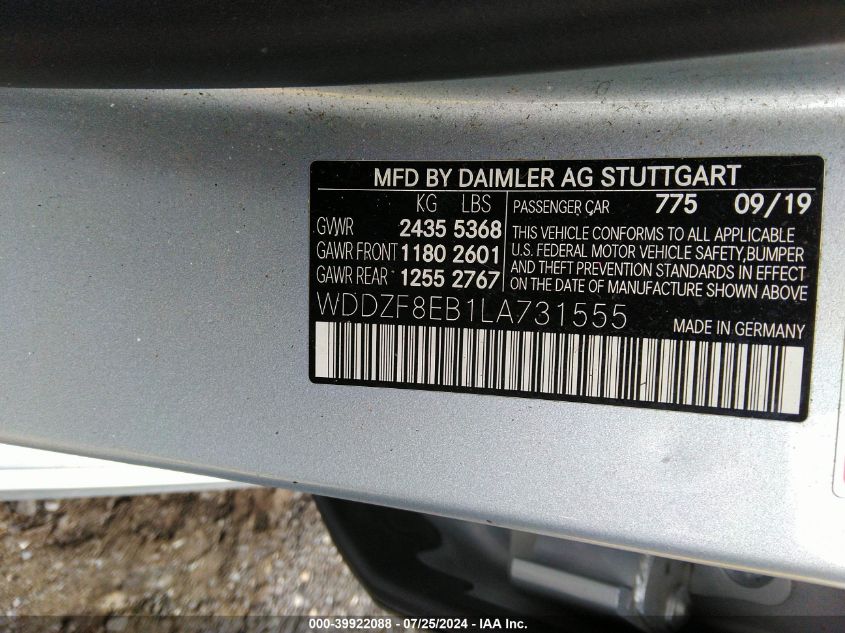 MFD BY DAIMLER AG STUTTGART
KG LBS
GVWR 2435 5368
GAWR FRONT 1180 2601
GAWR REAR 1255 2767
PASSENGER CAR 775 09/19
THIS VEHICLE CONFORMS TO ALL APPLICABLE
U.S. FEDERAL MOTOR VEHICLE SAFETY,BUMPER
AND THEFT PREVENTION STANDARDS IN EFFECT
ON THE DATE OF MANUFACTURE SHOWN ABOVE
WDDZF8EB1LA731555
MADE IN GERMANY
000-39922088 - 07/25/2024 - IAA Inc.